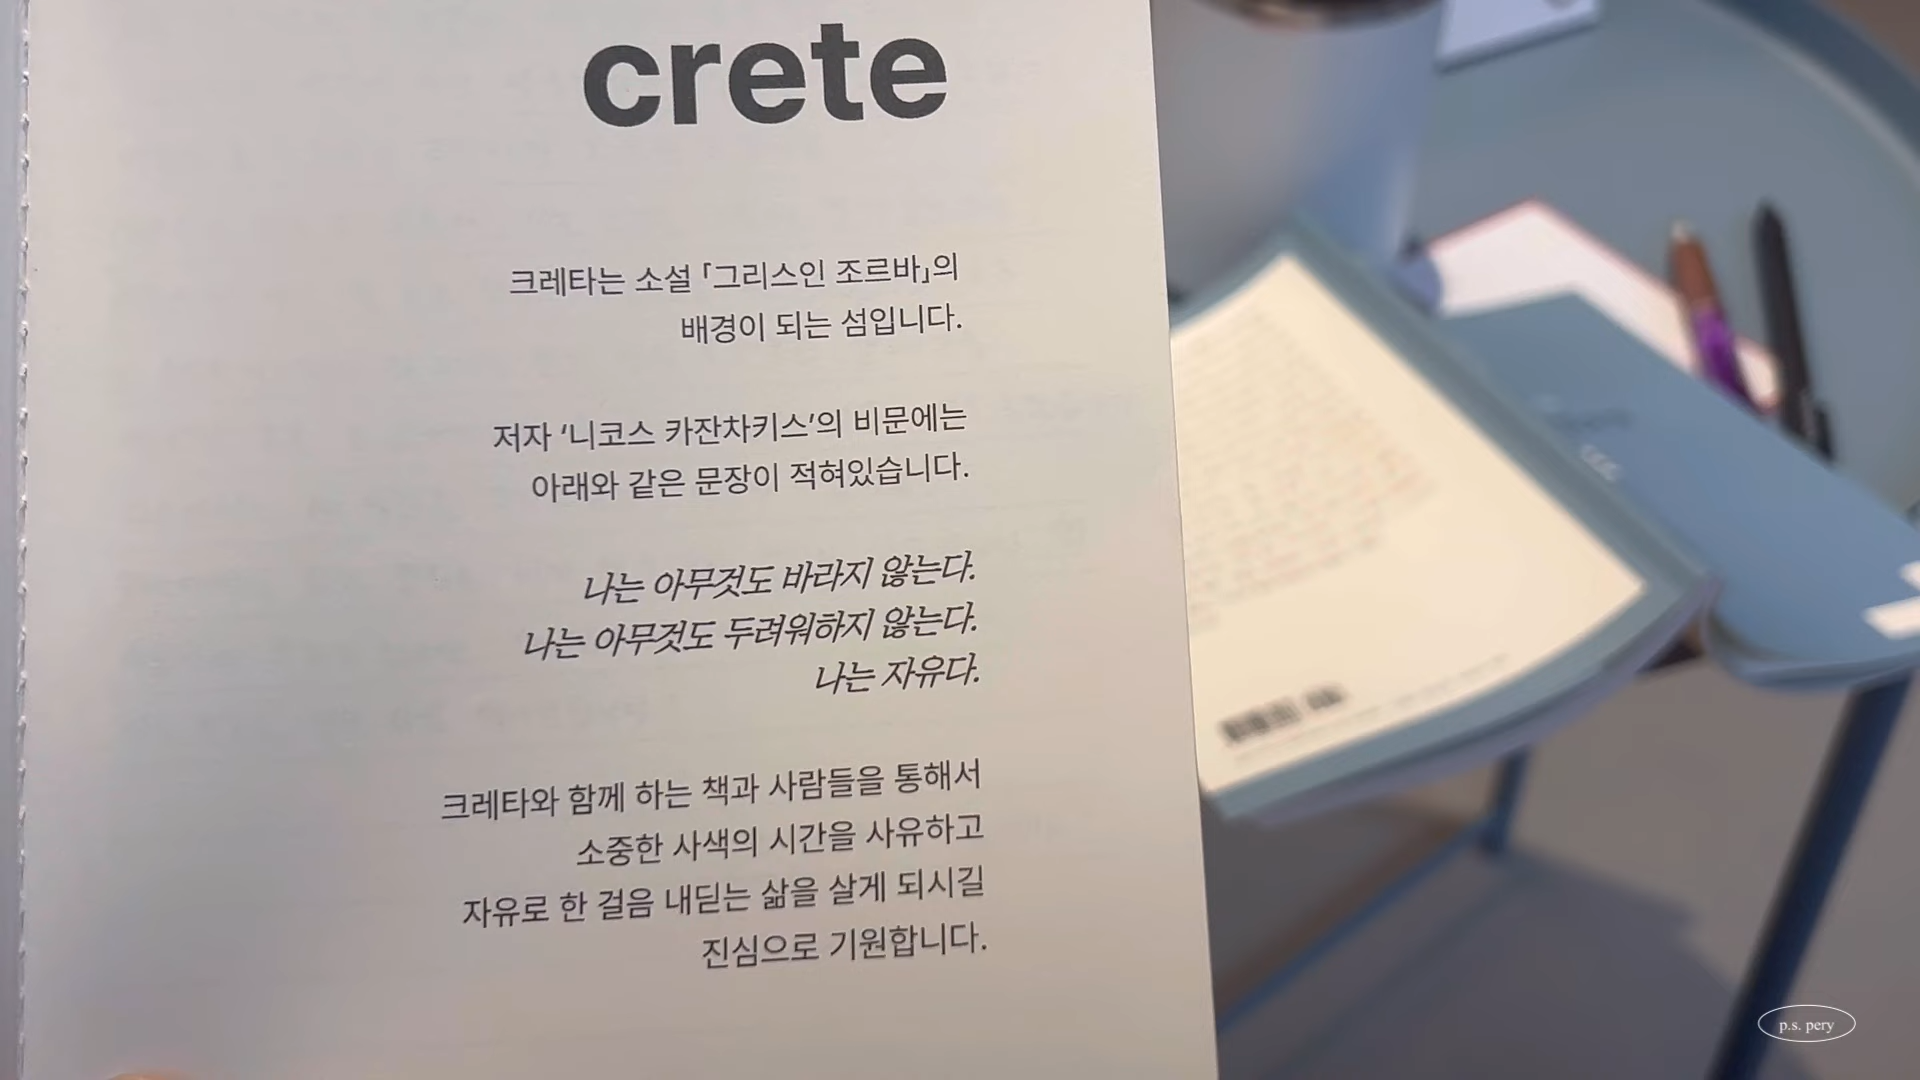 crete
크레타는 소설 「그리스인 조르바」의
배경이 되는 섬입니다.
저자 ‘니코스 카잔차키스’의 비문에는
아래와 같은 문장이 적혀있습니다.
나는 아무것도 바라지 않는다.
나는 아무것도 두려워하지 않는다.
나는 자유다.
크레타와 함께 하는 책과 사람들을 통해서
소중한 사색의 시간을 사유하고
자유로 한 걸음 내딛는 삶을 살게 되시길
진심으로 기원합니다.
p.s. pery